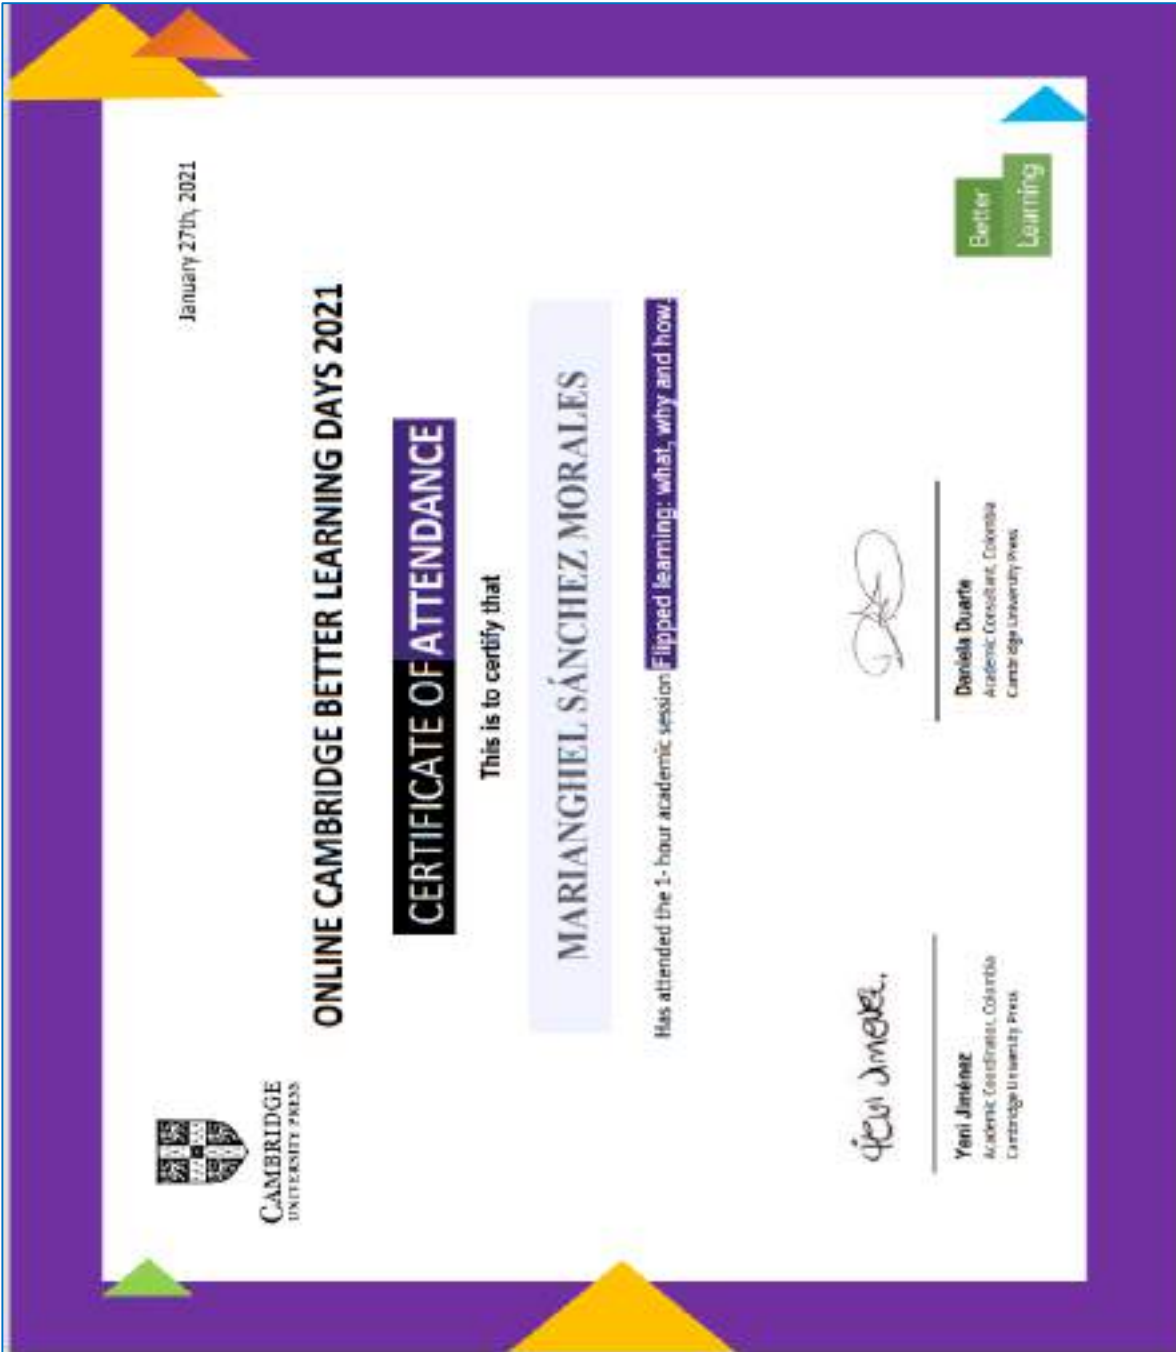 CAMBRIDGE
UNIVERSITY PRESS
January 27th, 2021
ONLINE CAMBRIDGE BETTER LEARNING DAYS 2021
CERTIFICATE OF ATTENDANCE
This is to certify that
MARIANGHEL SÁNCHEZ MORALES
Has attended the 1- hour academic session Flipped learning: what, why and how.
Yeni Jimenez.
Yeni Jiménez
Academic Coordinator, Colombia
Cambridge University Press
Daniela Duarte
Academic Consultant, Colombia
Cambridge University Press
Better
Learning